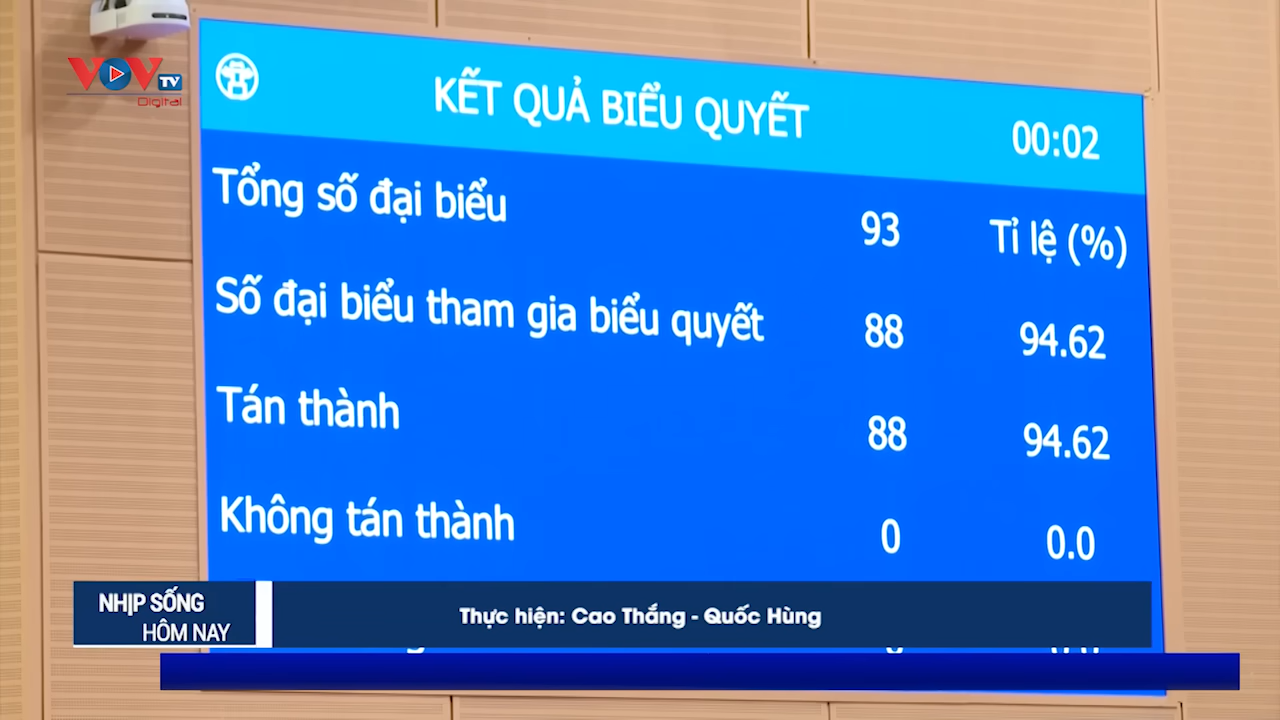 VOV TV
Digital
KẾT QUẢ BIỂU QUYẾT 00:02
Tổng số đại biểu 93 Tỉ lệ (%)
Số đại biểu tham gia biểu quyết 88 94.62
Tán thành 88 94.62
Không tán thành 0 0.0
NHỊP SỐNG
HÔM NAY
Thực hiện: Cao Thắng - Quốc Hùng